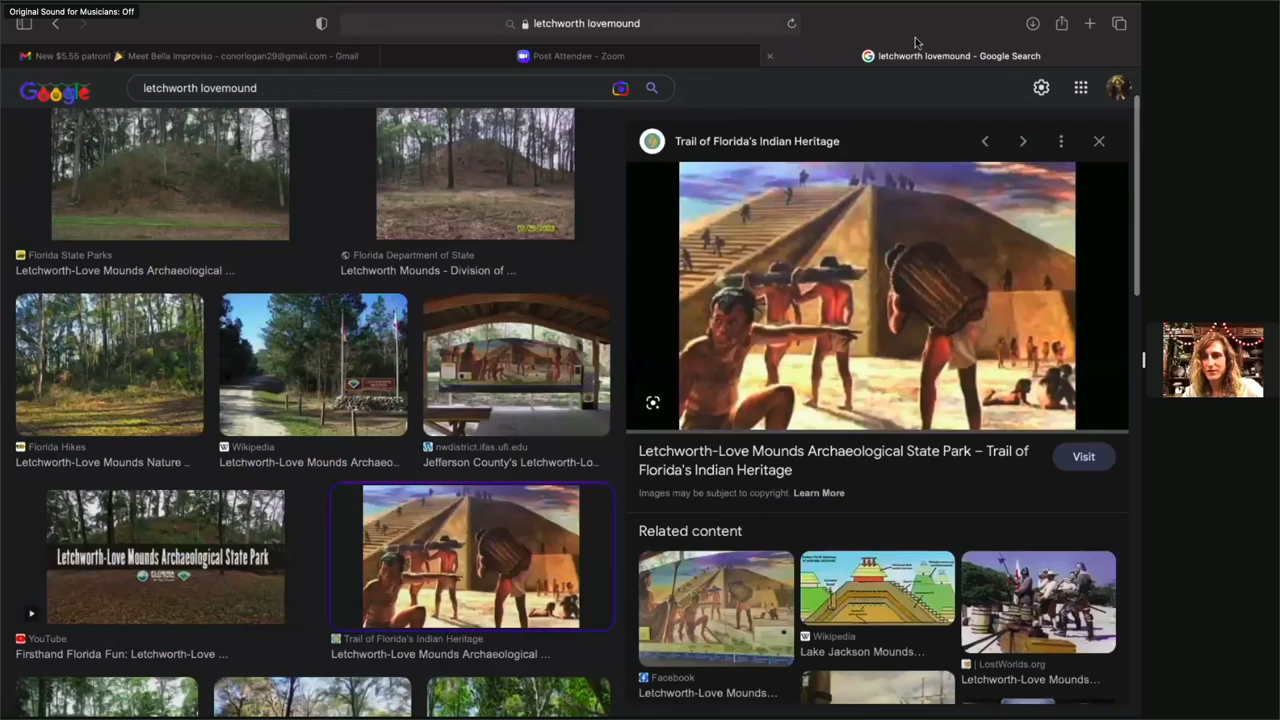 Original Sound for Musicians: Off
letchworth lovemound
New $5.55 patron! 🎉 Meet Bella Improviso - conorlogan29@gmail.com - Gmail
Post Attendee - Zoom
letchworth lovemound - Google Search
Google
letchworth lovemound
Trail of Florida's Indian Heritage
Florida State Parks
Letchworth-Love Mounds Archaeological ...
Florida Department of State
Letchworth Mounds - Division of ...
Florida Hikes
Letchworth-Love Mounds Nature ...
Wikipedia
Letchworth-Love Mounds Archaeo...
nwdistrict.ifas.ufl.edu
Jefferson County's Letchworth-Lo...
Letchworth-Love Mounds Archaeological State Park – Trail of
Florida's Indian Heritage
Visit
Images may be subject to copyright. Learn More
Letchworth-Love Mounds Archaeological State Park
YouTube
Firsthand Florida Fun: Letchworth-Love ...
Trail of Florida's Indian Heritage
Letchworth-Love Mounds Archaeological ...
Related content
Facebook
Letchworth-Love Mounds...
Wikipedia
Lake Jackson Mounds...
LostWorlds.org
Letchworth-Love Mounds...